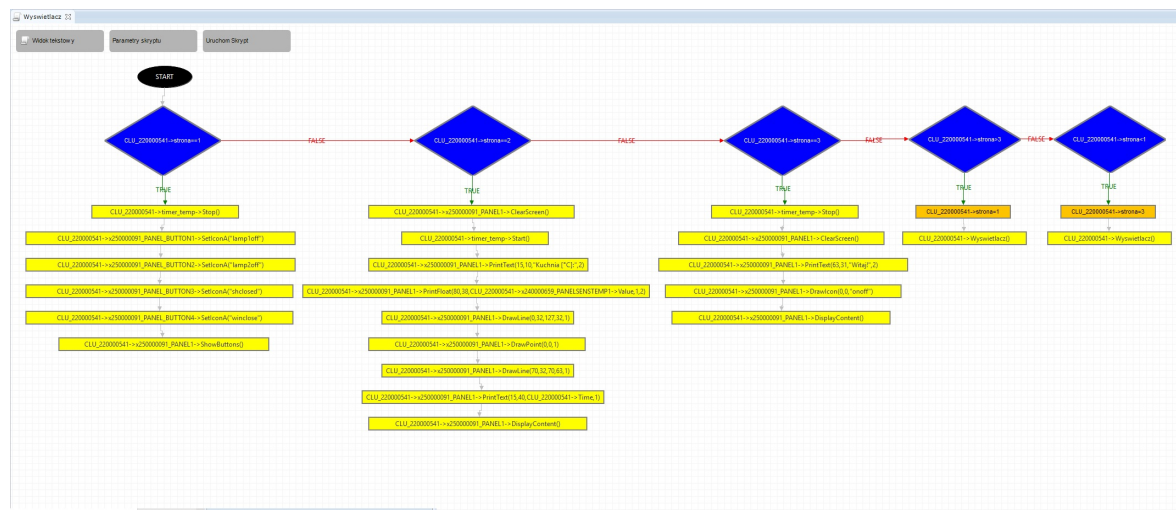 Wyswietlacz
Widok tekstowy
Parametry skryptu
Uruchom Skrypt
START
CLU_220000541->strona==1
FALSE
CLU_220000541->strona==2
FALSE
CLU_220000541->strona==3
FALSE
CLU_220000541->strona>3
FALSE
CLU_220000541->strona<1
TRUE
TRUE
TRUE
TRUE
TRUE
CLU_220000541->timer_temp->Stop()
CLU_220000541->x250000091_PANEL_BUTTON1->SetIconA("lamp1off")
CLU_220000541->x250000091_PANEL_BUTTON2->SetIconA("lamp2off")
CLU_220000541->x250000091_PANEL_BUTTON3->SetIconA("shclosed")
CLU_220000541->x250000091_PANEL_BUTTON4->SetIconA("winclose")
CLU_220000541->x250000091_PANEL1->ShowButtons()
CLU_220000541->x250000091_PANEL1->ClearScreen()
CLU_220000541->timer_temp->Start()
CLU_220000541->x250000091_PANEL1->PrintText(15,10,"Kuchnia [°C]:",2)
CLU_220000541->x250000091_PANEL1->PrintFloat(80,38,CLU_220000541->x240000659_PANELSENSTEMP1->Value,1,2)
CLU_220000541->x250000091_PANEL1->DrawLine(0,32,127,32,1)
CLU_220000541->x250000091_PANEL1->DrawPoint(0,0,1)
CLU_220000541->x250000091_PANEL1->DrawLine(70,32,70,63,1)
CLU_220000541->x250000091_PANEL1->PrintText(15,40,CLU_220000541->Time,1)
CLU_220000541->x250000091_PANEL1->DisplayContent()
CLU_220000541->timer_temp->Stop()
CLU_220000541->x250000091_PANEL1->ClearScreen()
CLU_220000541->x250000091_PANEL1->PrintText(63,31,"Witaj!",2)
CLU_220000541->x250000091_PANEL1->DrawIcon(0,0,"onoff")
CLU_220000541->x250000091_PANEL1->DisplayContent()
CLU_220000541->strona=1
CLU_220000541->Wyswietlacz()
CLU_220000541->strona=3
CLU_220000541->Wyswietlacz()